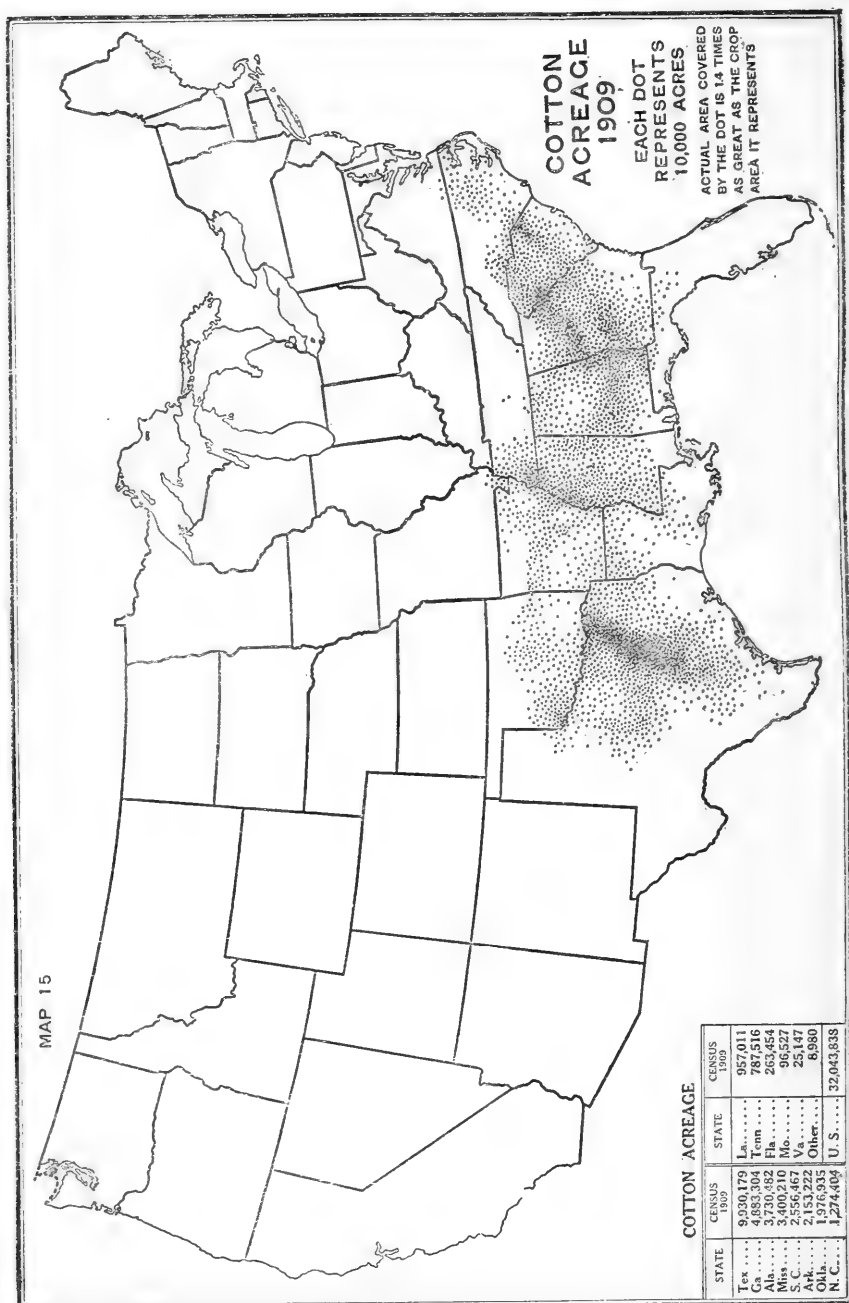 MAP 15
COTTON
ACREAGE
1909
EACH DOT
REPRESENTS
10,000 ACRES
ACTUAL AREA COVERED
BY THE DOT IS 1.4 TIMES
AS GREAT AS THE CROP
AREA IT REPRESENTS
COTTON ACREAGE
STATE CENSUS 1909 STATE CENSUS 1909
Tex .... 9,930,179 La....... 957,011
Ga ..... 4,883,304 Tenn .... 787,516
Ala..... 3,730,482 Fla...... 263,454
Miss.... 3,400,210 Mo...... 96,527
S. C. ... 2,556,467 Va ...... 25,147
Ark..... 2,153,222 Other.... 8,980
Okla.... 1,976,935
N. C.... 1,274,404 U. S. .... 32,043,838